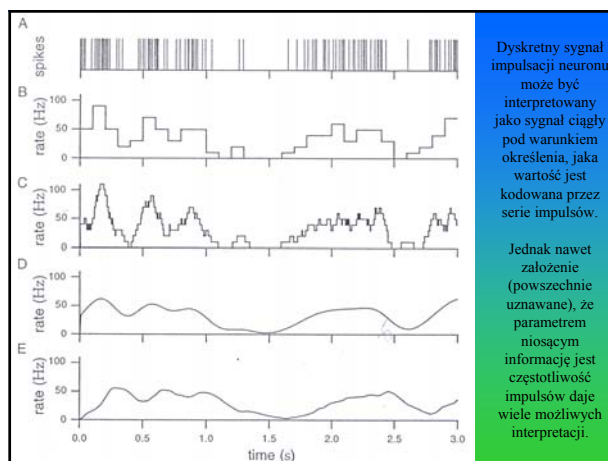 A
spikes
B
rate (Hz)
100
50
0
C
rate (Hz)
100
50
0
D
rate (Hz)
100
50
0
E
rate (Hz)
100
50
0
0.0 0.5 1.0 1.5 2.0 2.5 3.0
time (s)
Dyskretny sygnał
impulsacji neuronu
może być
interpretowany
jako sygnał ciągły
pod warunkiem
określenia, jaka
wartość jest
kodowana przez
serie impulsów.
Jednak nawet
założenie
(powszechnie
uznawane), że
parametrem
niosącym
informację jest
częstotliwość
impulsów daje
wiele możliwych
interpretacji.